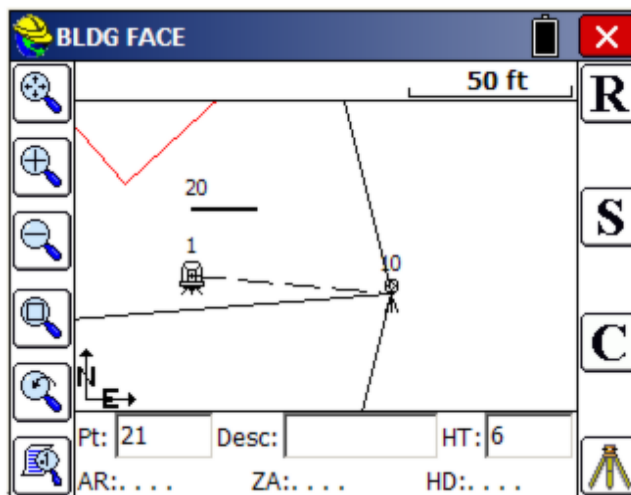 BLDG FACE
50 ft
R
20
S
1
10
C
N
E
Pt: 21 Desc: HT: 6
AR:. . . . ZA:. . . . HD:. . . .